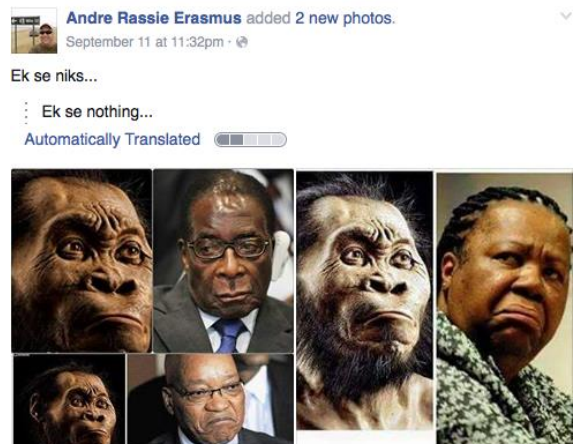 Andre Rassie Erasmus added 2 new photos.
September 11 at 11:32pm ·
Ek se niks...
Ek se nothing...
Automatically Translated